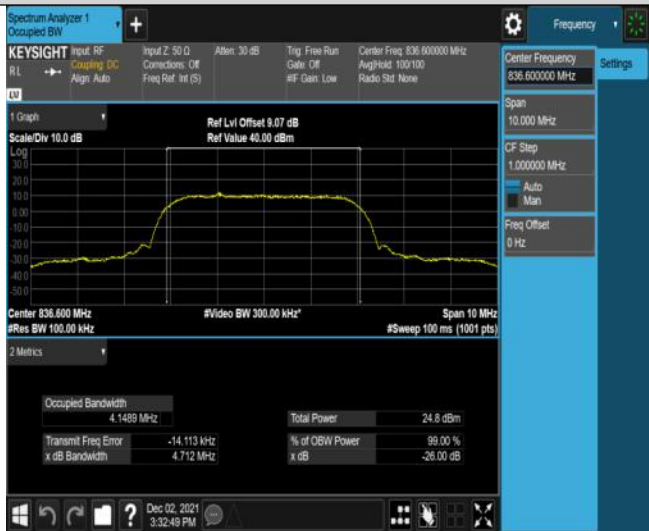 Spectrum Analyzer 1
Occupied BW
Frequency
KEYSIGHT
Input: RF
Coupling: DC
Align: Auto
Input Z: 50 Ω
Corrections: Off
Freq Ref: Int (S)
Atten: 30 dB
Trig: Free Run
Gate: Off
#IF Gain: Low
Center Freq: 836.600000 MHz
Avg|Hold: 100/100
Radio Std: None
R L
LXI
1 Graph
Scale/Div 10.0 dB
Ref Lvl Offset 9.07 dB
Ref Value 40.00 dBm
Log
30.0
20.0
10.0
0.00
-10.0
-20.0
-30.0
-40.0
-50.0
Center 836.600 MHz
#Res BW 100.00 kHz
#Video BW 300.00 kHz*
Span 10 MHz
#Sweep 100 ms (1001 pts)
2 Metrics
Occupied Bandwidth
4.1489 MHz
Transmit Freq Error -14.113 kHz
x dB Bandwidth 4.712 MHz
Total Power 24.8 dBm
% of OBW Power 99.00 %
x dB -26.00 dB
Center Frequency
836.600000 MHz
Settings
Span
10.000 MHz
CF Step
1.000000 MHz
Auto
Man
Freq Offset
0 Hz
?
Dec 02, 2021
3:32:49 PM